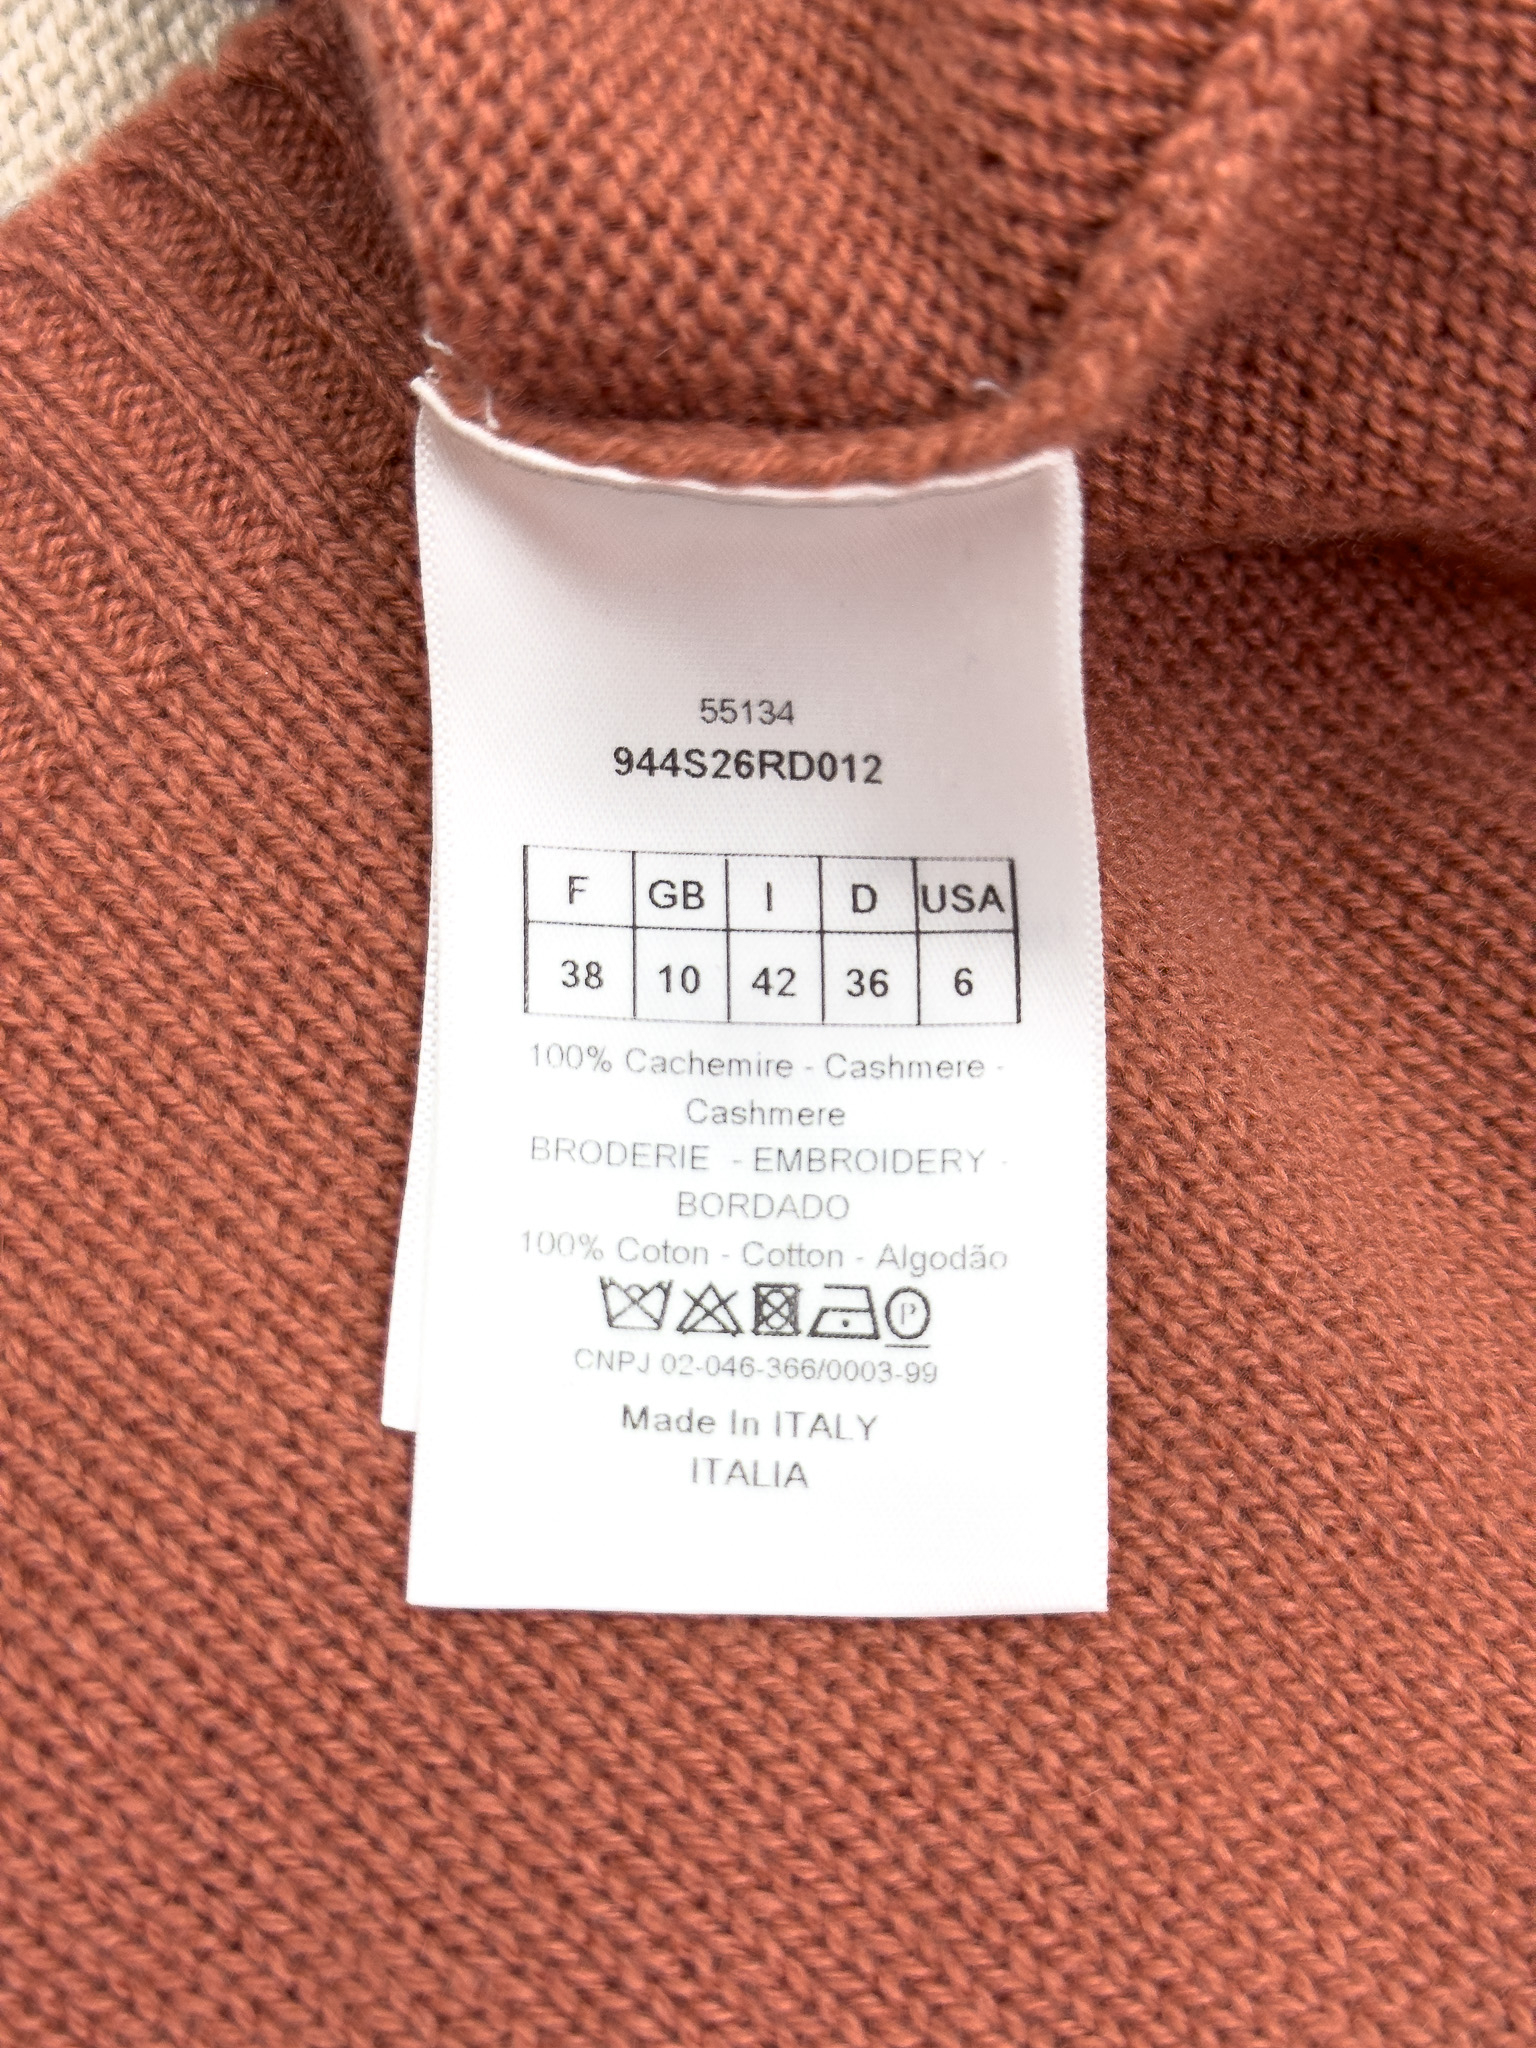 55134
944S26RD012
F GB I D USA
38 10 42 36 6
100% Cachemire - Cashmere -
Cashmere
BRODERIE - EMBROIDERY -
BORDADO
100% Coton - Cotton - Algodão
P
CNPJ 02-046-366/0003-99
Made In ITALY
ITALIA